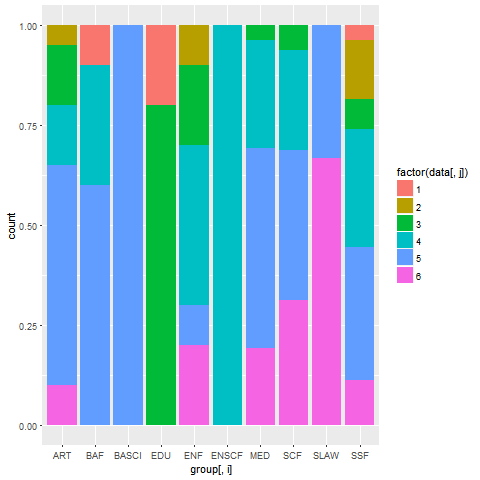 1.00
0.75
0.50
0.25
0.00
count
ART BAF BASCI EDU ENF ENSCF MED SCF SLAW SSF
group[, i]
factor(data[, j])
1
2
3
4
5
6